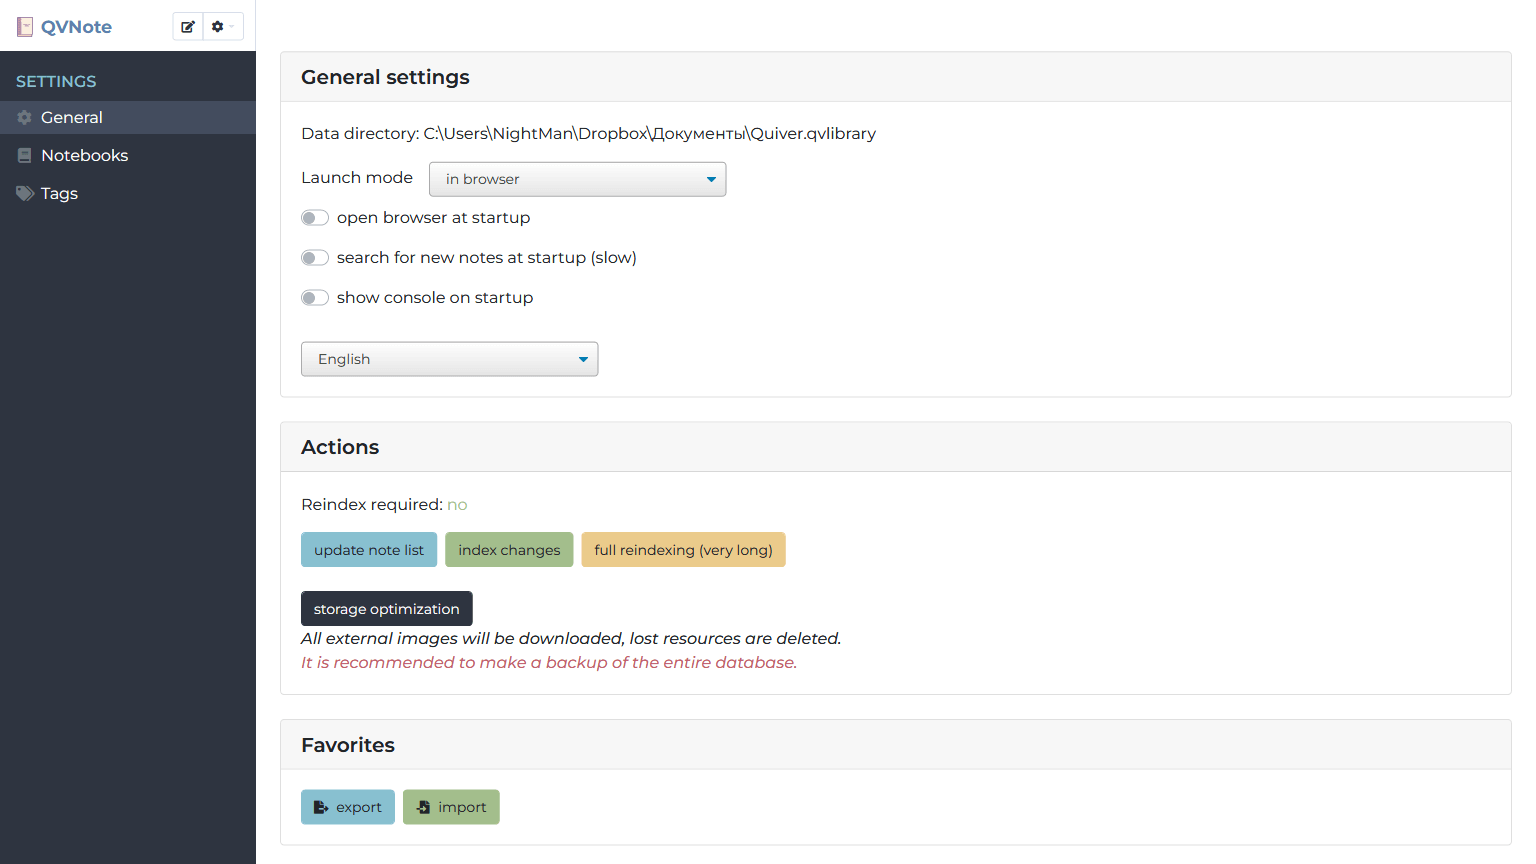 QVNote
SETTINGS
General
Notebooks
Tags
General settings
Data directory: C:\Users\NightMan\Dropbox\Документы\Quiver.qvlibrary
Launch mode in browser
open browser at startup
search for new notes at startup (slow)
show console on startup
English
Actions
Reindex required: no
update note list index changes full reindexing (very long)
storage optimization
All external images will be downloaded, lost resources are deleted.
It is recommended to make a backup of the entire database.
Favorites
export import